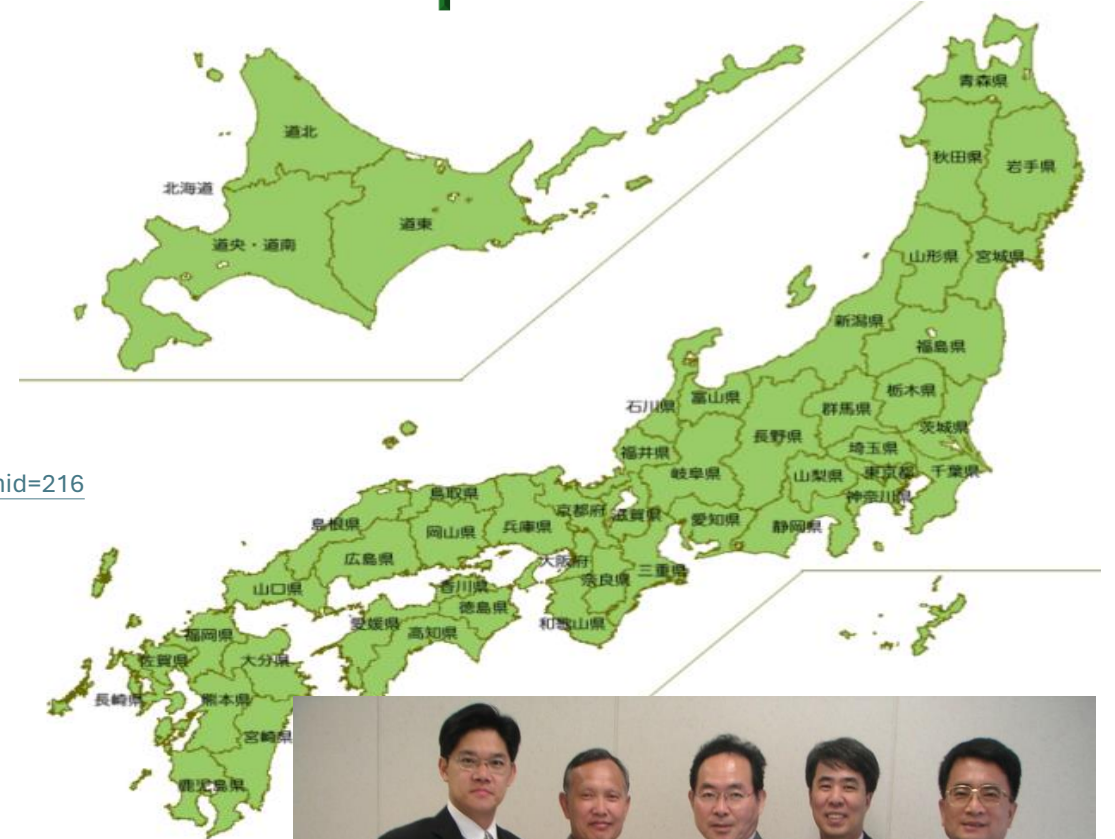 道北
北海道
道東
道央・道南
青森県
秋田県
岩手県
山形県
宮城県
新潟県
福島県
栃木県
石川県
富山県
群馬県
茨城県
長野県
埼玉県
福井県
岐阜県
山梨県
東京都
千葉県
nid=216
神奈川県
鳥取県
京都府
滋賀県
愛知県
静岡県
島根県
岡山県
兵庫県
広島県
大阪府
三重県
奈良県
山口県
香川県
徳島県
愛媛県
高知県
和歌山県
福岡県
佐賀県
大分県
長崎県
熊本県
宮崎県
鹿児島県